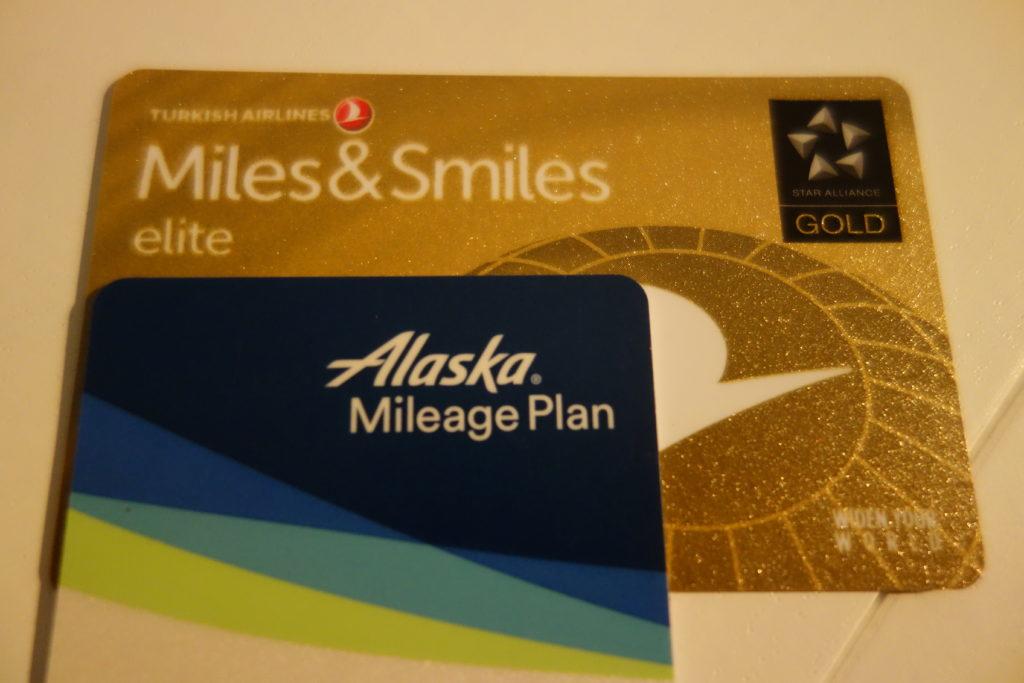 TURKISH AIRLINES
Miles&Smiles
elite
STAR ALLIANCE
GOLD
Alaska®
Mileage Plan
WIDEN YOUR
WORLD